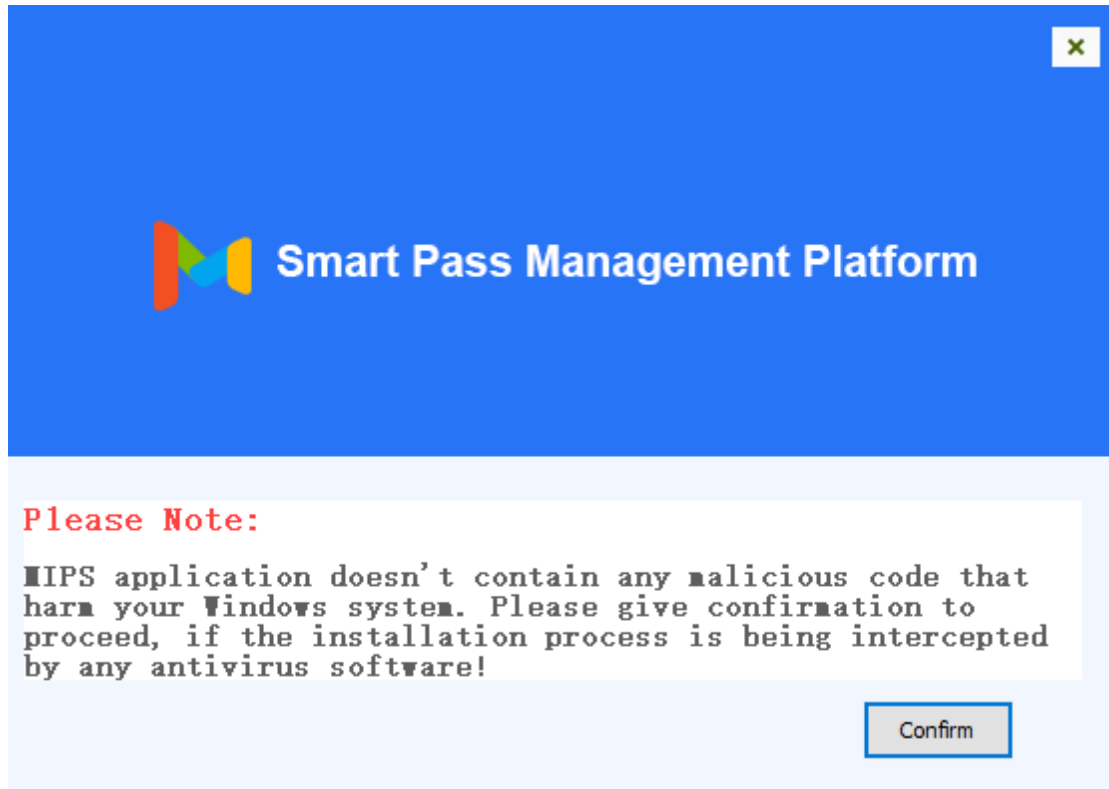 Smart Pass Management Platform
Please Note:
MIPS application doesn't contain any malicious code that
harm your Windows system. Please give confirmation to
proceed, if the installation process is being intercepted
by any antivirus software!
Confirm